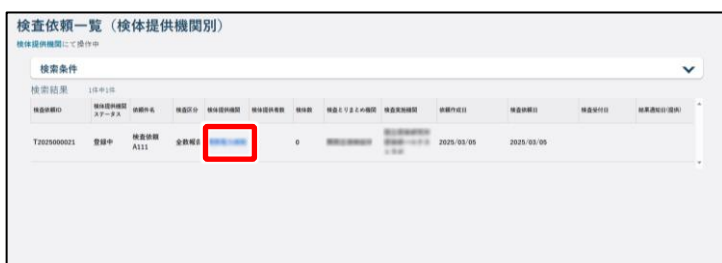 検査依頼一覧（検体提供機関別）
検体提供機関にて操作中
検索条件
検索結果 1件中1件
検査依頼ID 検体提供機関ステータス 依頼件名 検査区分 検体提供機関 検体提供者数 検体数 検査とりまとめ機関 検査実施機関 依頼作成日 検査依頼日 検査受付日 結果通知日(提供)
T2025000021 登録中 検査依頼A111 全数報 0 2025/03/05 2025/03/05